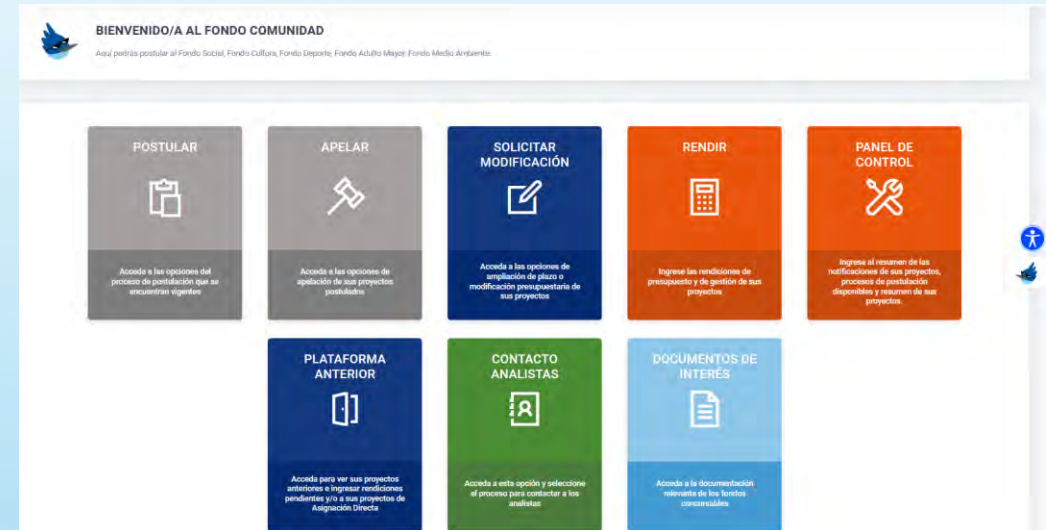 BIENVENIDO/A AL FONDO COMUNIDAD
Aquí podrás postular al Fondo Social, Fondo Cultura, Fondo Deporte, Fondo Adulto Mayor, Fondo Medio Ambiente.
POSTULAR
Acceda a las opciones del
proceso de postulación que se
encuentran vigentes
APELAR
Acceda a las opciones de
apelación de sus proyectos
postulados
SOLICITAR
MODIFICACIÓN
Acceda a las opciones de
ampliación de plazo o
modificación presupuestaria de
sus proyectos
RENDIR
Ingrese las rendiciones de
presupuesto y de gestión de sus
proyectos
PANEL DE
CONTROL
Ingrese al resumen de las
notificaciones de sus proyectos,
procesos de postulación
disponibles y resumen de sus
proyectos.
PLATAFORMA
ANTERIOR
Acceda para ver sus proyectos
anteriores e ingresar rendiciones
pendientes y/o a sus proyectos de
Asignación Directa
CONTACTO
ANALISTAS
Acceda a esta opción y seleccione
el proceso para contactar a los
analistas
DOCUMENTOS DE
INTERÉS
Acceda a la documentación
relevante de los fondos
concursables